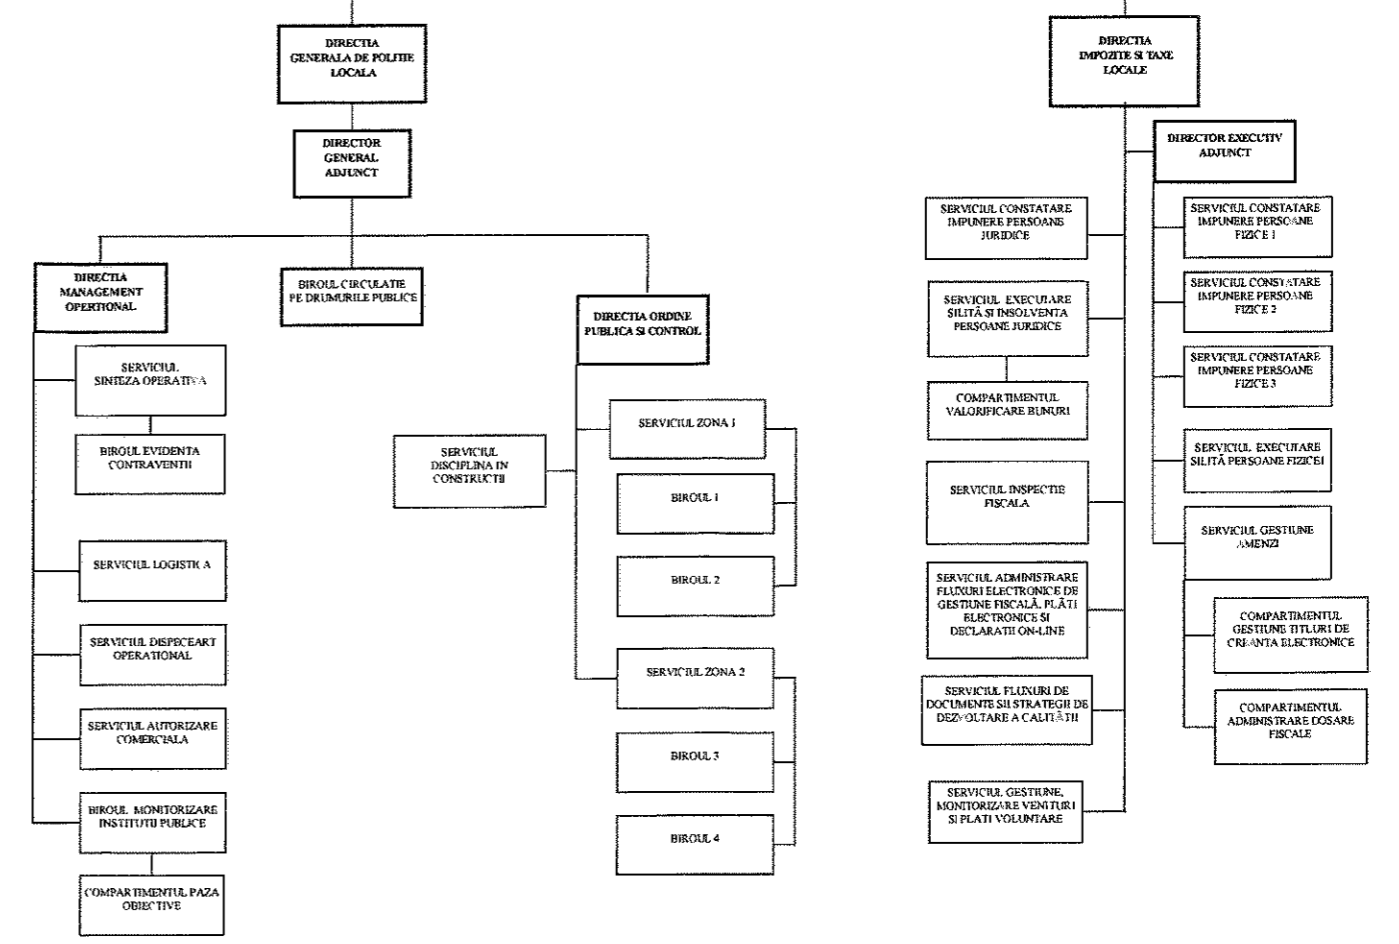 DIRECTIA
GENERALA DE POLITIE
LOCALA
DIRECTOR
GENERAL
ADJUNCT
DIRECTIA
MANAGEMENT
OPERTIONAL
BIROUL CIRCULATIE
PE DRUMURILE PUBLICE
DIRECTIA ORDINE
PUBLICA SI CONTROL
SERVICIUL
SINTEZA OPERATIVA
BIROUL EVIDENTA
CONTRAVENTII
SERVICIUL LOGISTICA
SERVICIUL DISPECEART
OPERATIONAL
SERVICIUL AUTORIZARE
COMERCIALA
BIROUL MONITORIZARE
INSTITUTII PUBLICE
COMPARTIMENTUL PAZA
OBIECTIVE
SERVICIUL
DISCIPLINA IN
CONSTRUCTII
SERVICIUL ZONA 1
BIROUL 1
BIROUL 2
SERVICIUL ZONA 2
BIROUL 3
BIROUL 4
DIRECTIA
IMPOZITE SI TAXE
LOCALE
DIRECTOR EXECUTIV
ADJUNCT
SERVICIUL CONSTATARE
IMPUNERE PERSOANE
JURIDICE
SERVICIUL EXECUTARE
SILITĂ ȘI INSOLVENTA
PERSOANE JURIDICE
COMPARTIMENTUL
VALORIFICARE BUNURI
SERVICIUL INSPECTIE
FISCALA
SERVICIUL ADMINISTRARE
FLUXURI ELECTRONICE DE
GESTIUNE FISCALĂ, PLĂTI
ELECTRONICE SI
DECLARATII ON-LINE
SERVICIUL FLUXURI DE
DOCUMENTE SII STRATEGII DE
DEZVOLTARE A CALITĂTII
SERVICIUL GESTIUNE,
MONITORIZARE VENITURI
SI PLATI VOLUNTARE
SERVICIUL CONSTATARE
IMPUNERE PERSOANE
FIZICE 1
SERVICIUL CONSTATARE
IMPUNERE PERSOANE
FIZICE 2
SERVICIUL CONSTATARE
IMPUNERE PERSOANE
FIZICE 3
SERVICIUL EXECUTARE
SILITĂ PERSOANE FIZICE1
SERVICIUL GESTIUNE
AMENZI
COMPARTIMENTUL
GESTIUNE TITLURI DE
CREANTA ELECTRONICE
COMPARTIMENTUL
ADMINISTRARE DOSARE
FISCALE